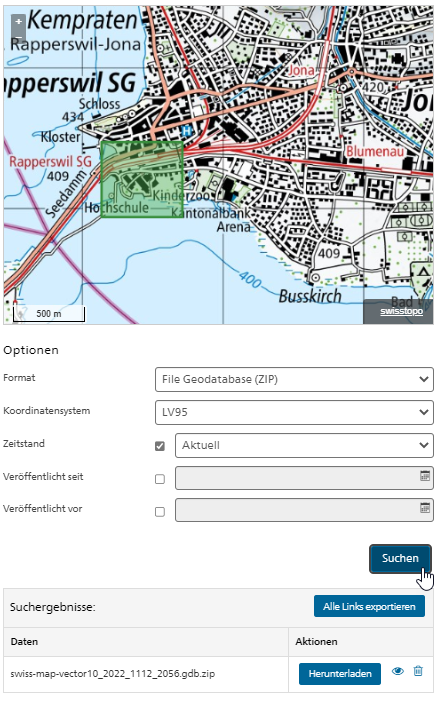 +
Kempraten
–
Rapperswil-Jona
Jona
420
pperswil SG
Jo
Schloss
434
Kloster
H
Rapperswil SG
Blumenau
409
Seedamm
Kinderzoo
Hochschule
Kantonalbank
Arena
409
400
Busskirch
Bad
500 m
swisstopo
Optionen
Format File Geodatabase (ZIP)
Koordinatensystem LV95
Zeitstand Aktuell
Veröffentlicht seit
Veröffentlicht vor
Suchen
Suchergebnisse: Alle Links exportieren
Daten Aktionen
swiss-map-vector10_2022_1112_2056.gdb.zip Herunterladen